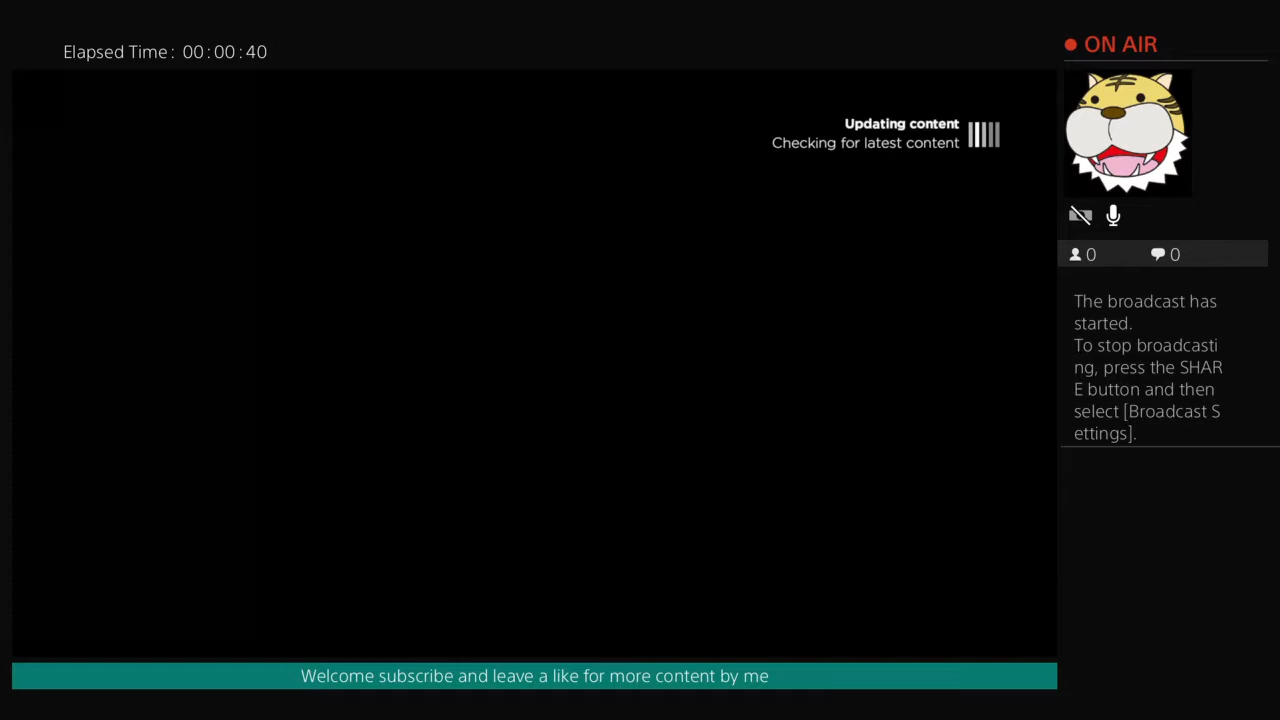 Elapsed Time: 00:00:40
ON AIR
Updating content
Checking for latest content
0 0
The broadcast has
started.
To stop broadcasti
ng, press the SHAR
E button and then
select [Broadcast S
ettings].
Welcome subscribe and leave a like for more content by me